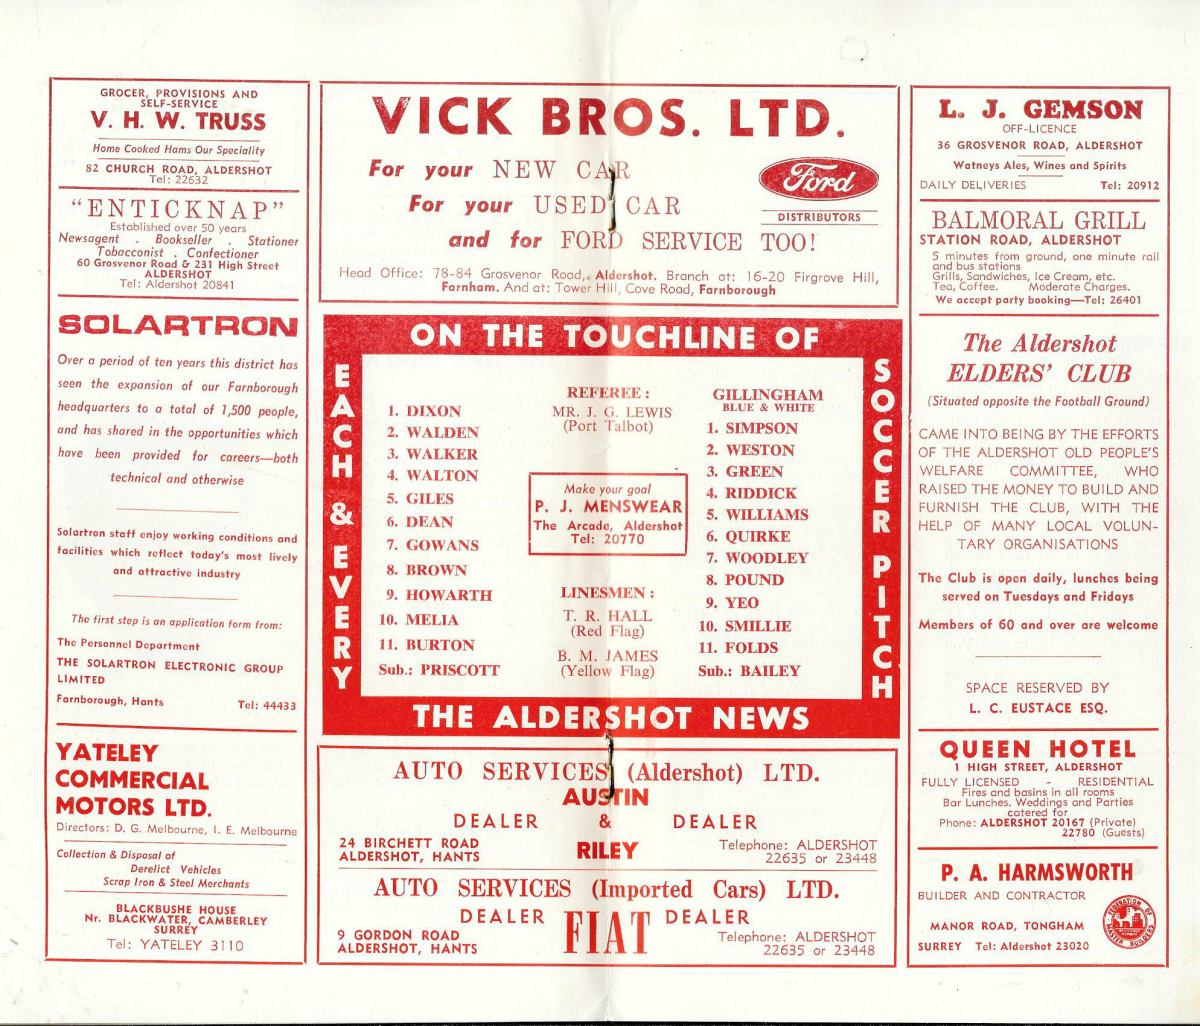 GROCER, PROVISIONS AND
SELF-SERVICE
V. H. W. TRUSS
Home Cooked Hams Our Speciality
82 CHURCH ROAD, ALDERSHOT
Tel: 22632
"ENTICKNAP"
Established over 50 years
Newsagent . Bookseller . Stationer
Tobacconist . Confectioner
60 Grosvenor Road & 231 High Street
ALDERSHOT
Tel: Aldershot 20841
SOLARTRON
Over a period of ten years this district has
seen the expansion of our Farnborough
headquarters to a total of 1,500 people,
and has shared in the opportunities which
have been provided for careers—both
technical and otherwise
Solartron staff enjoy working conditions and
facilities which reflect today's most lively
and attractive industry
The first step is an application form from:
The Personnel Department
THE SOLARTRON ELECTRONIC GROUP
LIMITED
Farnborough, Hants Tel: 44433
YATELEY
COMMERCIAL
MOTORS LTD.
Directors: D. G. Melbourne, I. E. Melbourne
Collection & Disposal of
Derelict Vehicles
Scrap Iron & Steel Merchants
BLACKBUSHE HOUSE
Nr. BLACKWATER, CAMBERLEY
SURREY
Tel: YATELEY 3110
VICK BROS. LTD.
For your NEW CAR
For your USED CAR
and for FORD SERVICE TOO!
Ford
DISTRIBUTORS
Head Office: 78-84 Grosvenor Road, Aldershot. Branch at: 16-20 Firgrove Hill,
Farnham. And at: Tower Hill, Cove Road, Farnborough
ON THE TOUCHLINE OF
EACH & EVERY
SOCCER PITCH
1. DIXON
2. WALDEN
3. WALKER
4. WALTON
5. GILES
6. DEAN
7. GOWANS
8. BROWN
9. HOWARTH
10. MELIA
11. BURTON
Sub.: PRISCOTT
REFEREE :
MR. J. G. LEWIS
(Port Talbot)
Make your goal
P. J. MENSWEAR
The Arcade, Aldershot
Tel: 20770
LINESMEN :
T. R. HALL
(Red Flag)
B. M. JAMES
(Yellow Flag)
GILLINGHAM
BLUE & WHITE
1. SIMPSON
2. WESTON
3. GREEN
4. RIDDICK
5. WILLIAMS
6. QUIRKE
7. WOODLEY
8. POUND
9. YEO
10. SMILLIE
11. FOLDS
Sub.: BAILEY
THE ALDERSHOT NEWS
AUTO SERVICES (Aldershot) LTD.
AUSTIN
DEALER & DEALER
24 BIRCHETT ROAD
ALDERSHOT, HANTS
RILEY
Telephone: ALDERSHOT
22635 or 23448
AUTO SERVICES (Imported Cars) LTD.
DEALER FIAT DEALER
9 GORDON ROAD
ALDERSHOT, HANTS
Telephone: ALDERSHOT
22635 or 23448
L. J. GEMSON
OFF-LICENCE
36 GROSVENOR ROAD, ALDERSHOT
Watneys Ales, Wines and Spirits
DAILY DELIVERIES Tel: 20912
BALMORAL GRILL
STATION ROAD, ALDERSHOT
5 minutes from ground, one minute rail
and bus stations
Grills, Sandwiches, Ice Cream, etc.
Tea, Coffee. Moderate Charges.
We accept party booking—Tel: 26401
The Aldershot
ELDERS' CLUB
(Situated opposite the Football Ground)
CAME INTO BEING BY THE EFFORTS
OF THE ALDERSHOT OLD PEOPLE'S
WELFARE COMMITTEE, WHO
RAISED THE MONEY TO BUILD AND
FURNISH THE CLUB, WITH THE
HELP OF MANY LOCAL VOLUN-
TARY ORGANISATIONS
The Club is open daily, lunches being
served on Tuesdays and Fridays
Members of 60 and over are welcome
SPACE RESERVED BY
L. C. EUSTACE ESQ.
QUEEN HOTEL
1 HIGH STREET, ALDERSHOT
FULLY LICENSED - RESIDENTIAL
Fires and basins in all rooms
Bar Lunches. Weddings and Parties
catered for
Phone: ALDERSHOT 20167 (Private)
22780 (Guests)
P. A. HARMSWORTH
BUILDER AND CONTRACTOR
MANOR ROAD, TONGHAM
SURREY Tel: Aldershot 23020
FEDERATION OF
MASTER BUILDERS